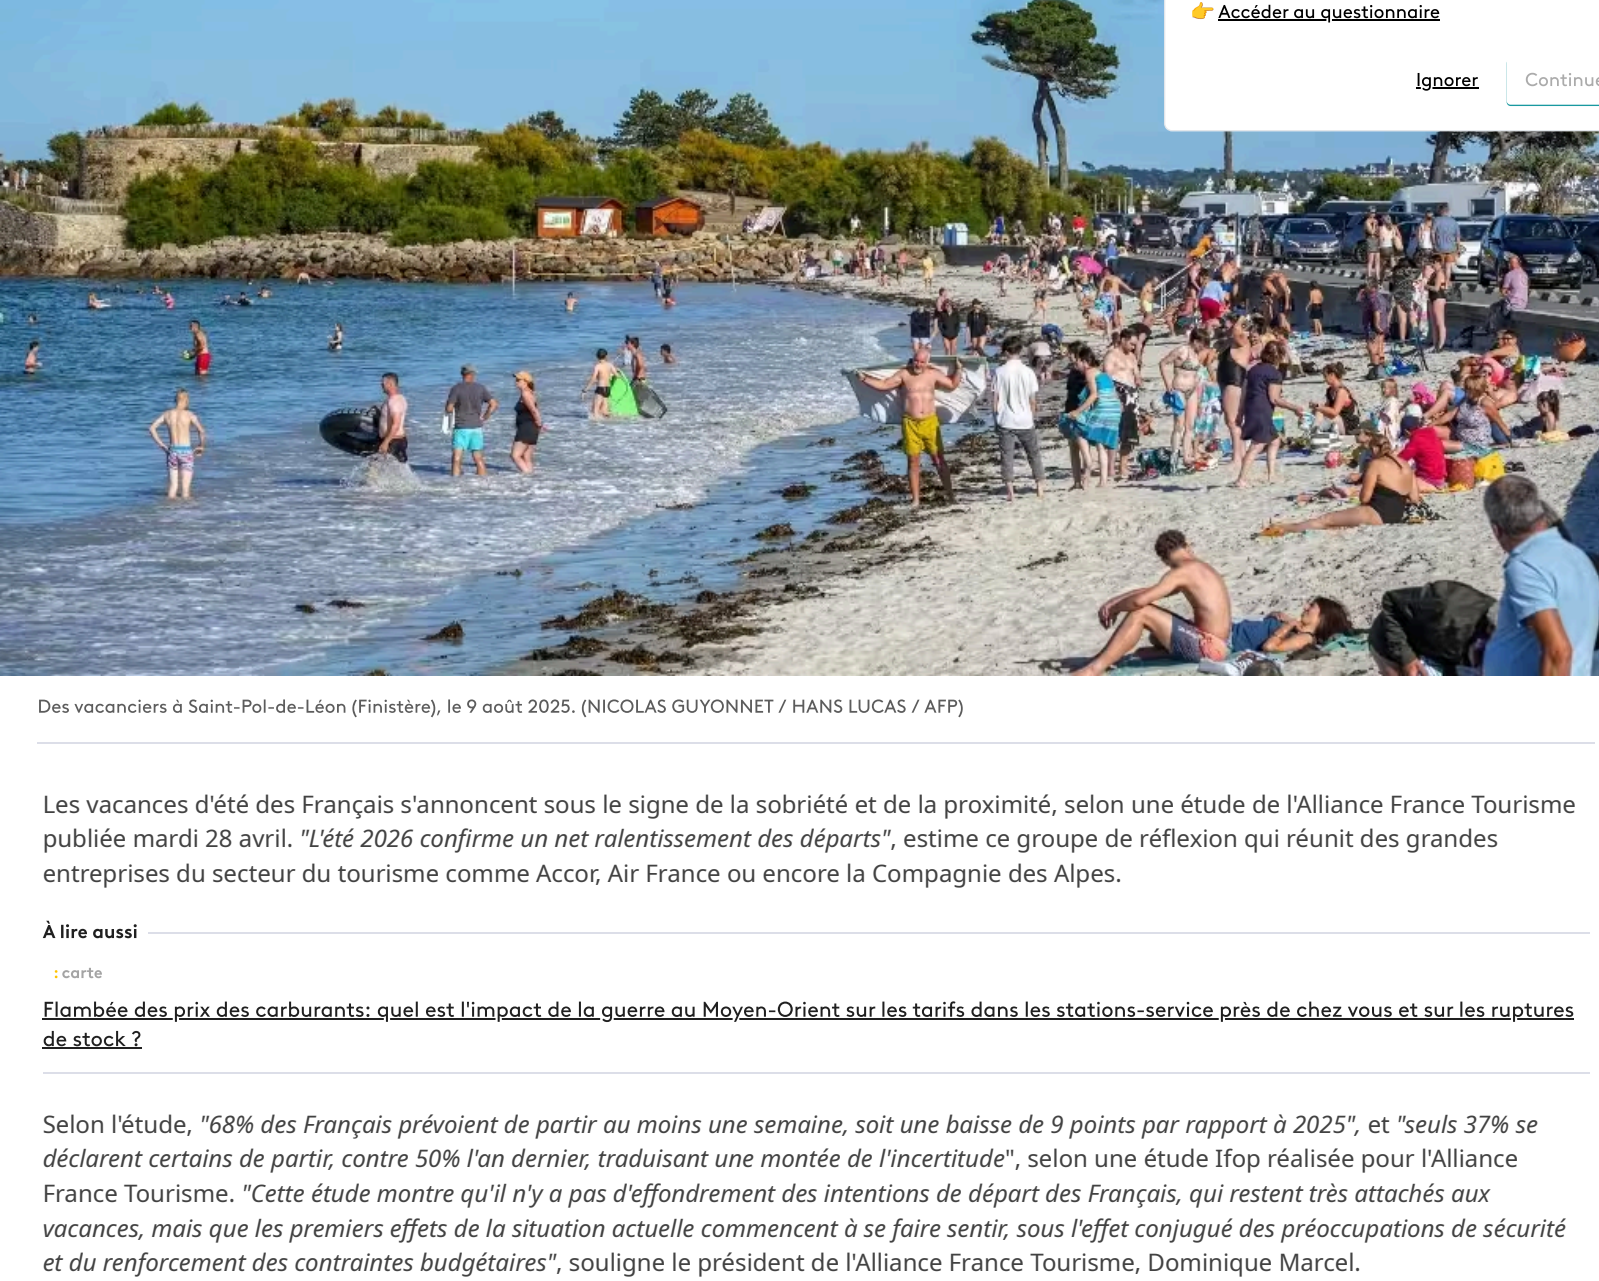 👉 Accéder au questionnaire
Ignorer
Continue
Des vacanciers à Saint-Pol-de-Léon (Finistère), le 9 août 2025. (NICOLAS GUYONNET / HANS LUCAS / AFP)
Les vacances d'été des Français s'annoncent sous le signe de la sobriété et de la proximité, selon une étude de l'Alliance France Tourisme
publiée mardi 28 avril. "L'été 2026 confirme un net ralentissement des départs", estime ce groupe de réflexion qui réunit des grandes
entreprises du secteur du tourisme comme Accor, Air France ou encore la Compagnie des Alpes.
À lire aussi
: carte
Flambée des prix des carburants: quel est l'impact de la guerre au Moyen-Orient sur les tarifs dans les stations-service près de chez vous et sur les ruptures
de stock ?
Selon l'étude, "68% des Français prévoient de partir au moins une semaine, soit une baisse de 9 points par rapport à 2025", et "seuls 37% se
déclarent certains de partir, contre 50% l'an dernier, traduisant une montée de l'incertitude", selon une étude Ifop réalisée pour l'Alliance
France Tourisme. "Cette étude montre qu'il n'y a pas d'effondrement des intentions de départ des Français, qui restent très attachés aux
vacances, mais que les premiers effets de la situation actuelle commencent à se faire sentir, sous l'effet conjugué des préoccupations de sécurité
et du renforcement des contraintes budgétaires", souligne le président de l'Alliance France Tourisme, Dominique Marcel.